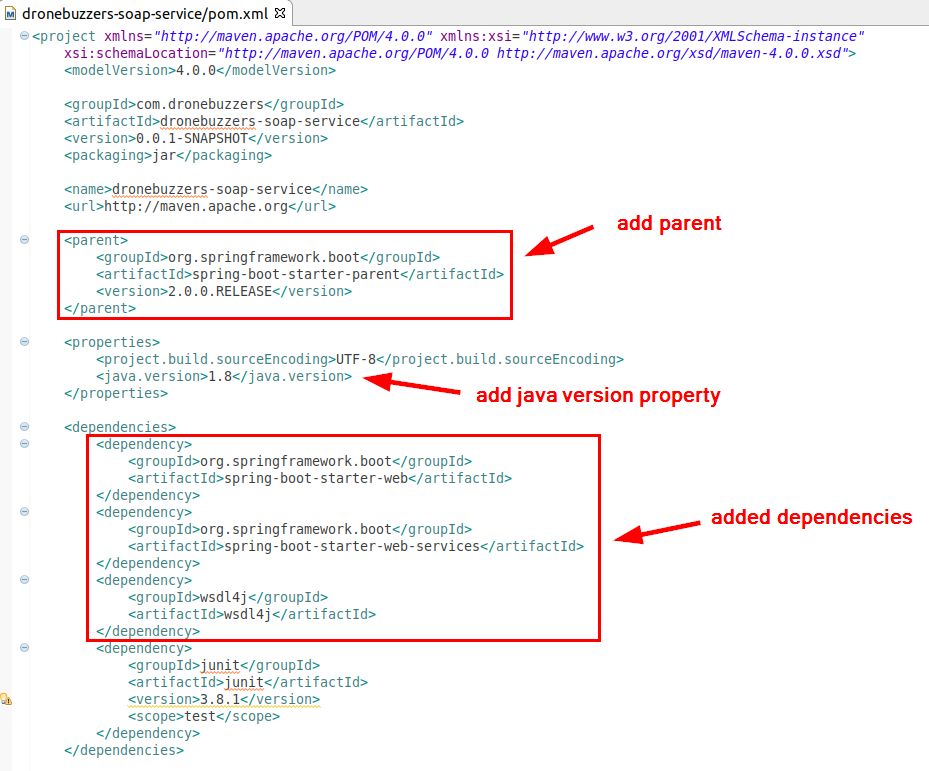 dronebuzzers-soap-service/pom.xml
<project xmlns="http://maven.apache.org/POM/4.0.0" xmlns:xsi="http://www.w3.org/2001/XMLSchema-instance"
    xsi:schemaLocation="http://maven.apache.org/POM/4.0.0 http://maven.apache.org/xsd/maven-4.0.0.xsd">
    <modelVersion>4.0.0</modelVersion>
    <groupId>com.dronebuzzers</groupId>
    <artifactId>dronebuzzers-soap-service</artifactId>
    <version>0.0.1-SNAPSHOT</version>
    <packaging>jar</packaging>
    <name>dronebuzzers-soap-service</name>
    <url>http://maven.apache.org</url>
add parent
    <parent>
        <groupId>org.springframework.boot</groupId>
        <artifactId>spring-boot-starter-parent</artifactId>
        <version>2.0.0.RELEASE</version>
    </parent>
    <properties>
        <project.build.sourceEncoding>UTF-8</project.build.sourceEncoding>
        <java.version>1.8</java.version>
add java version property
    </properties>
    <dependencies>
        <dependency>
            <groupId>org.springframework.boot</groupId>
            <artifactId>spring-boot-starter-web</artifactId>
        </dependency>
        <dependency>
added dependencies
            <groupId>org.springframework.boot</groupId>
            <artifactId>spring-boot-starter-web-services</artifactId>
        </dependency>
        <dependency>
            <groupId>wsdl4j</groupId>
            <artifactId>wsdl4j</artifactId>
        </dependency>
        <dependency>
            <groupId>junit</groupId>
            <artifactId>junit</artifactId>
            <version>3.8.1</version>
            <scope>test</scope>
        </dependency>
    </dependencies>